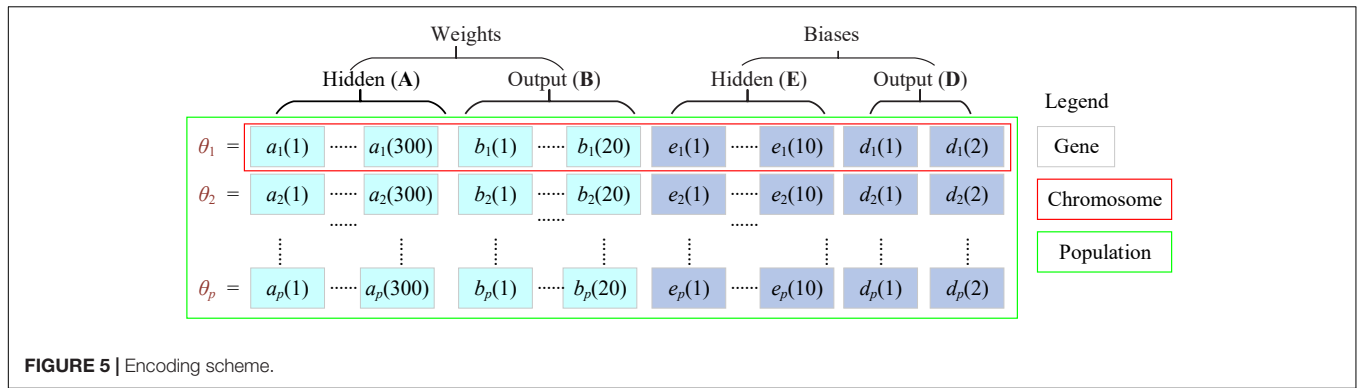 Weights Biases
Hidden (A) Output (B) Hidden (E) Output (D) Legend
θ₁ = a₁(1) ...... a₁(300) b₁(1) ...... b₁(20) e₁(1) ...... e₁(10) d₁(1) d₁(2) Gene
θ₂ = a₂(1) a₂(300) b₂(1) b₂(20) e₂(1) e₂(10) d₂(1) d₂(2) Chromosome
...... ...... ......
Population
θₚ = aₚ(1) ...... aₚ(300) bₚ(1) ...... bₚ(20) eₚ(1) ...... eₚ(10) dₚ(1) dₚ(2)
FIGURE 5 | Encoding scheme.